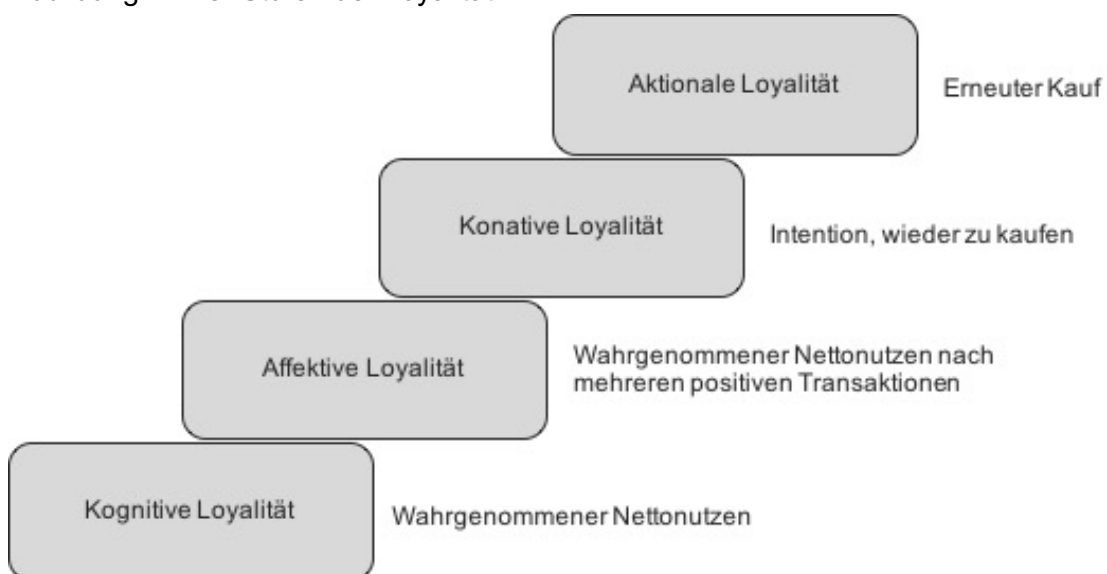 Aktionale Loyalität
Erneuter Kauf
Konative Loyalität
Intention, wieder zu kaufen
Affektive Loyalität
Wahrgenommener Nettonutzen nach
mehreren positiven Transaktionen
Kognitive Loyalität
Wahrgenommener Nettonutzen